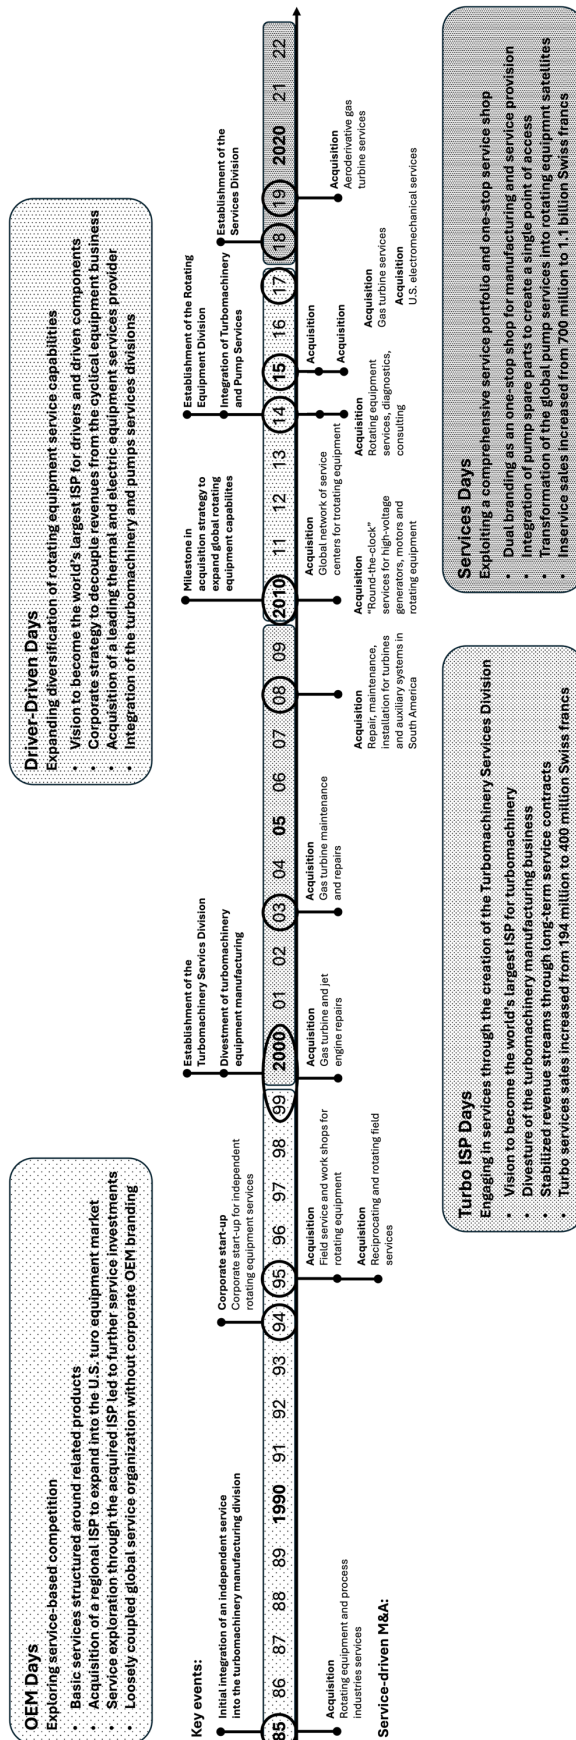 OEM Days
Exploring service-based competition
• Basic services structured around related products
• Acquisition of a regional ISP to expand into the U.S. turo equipment market
• Service exploration through the acquired ISP led to further service investments
• Loosely coupled global service organization without corporate OEM branding
Driver-Driven Days
Expanding diversification of rotating equipment service capabilities
• Vision to become the world's largest ISP for drivers and driven components
• Corporate strategy to decouple revenues from the cyclical equipment business
• Acquisition of a leading thermal and electric equipment services provider
• Integration of the turbomachinery and pumps services divisions
Key events:
Initial integration of an independent service
into the turbomachinery manufacturing division
Corporate start-up
Corporate start-up for independent
rotating equipment services
Establishment of the
Turbomachinery Servics Division
Divestment of turbomachinery
equipment manufacturing
Milestone in
acquisition strategy to
expand global rotating
equipment capabilites
Establishment of the Rotating
Equipment Division
Integration of Turbomachinery
and Pump Services
Establishment of the
Services Division
85 86 87 88 89 1990 91 92 93 94 95 96 97 98 99 2000 01 02 03 04 05 06 07 08 09 2010 11 12 13 14 15 16 17 18 19 2020 21 22
Acquisition
Rotating equipment and process
industries services
Acquisition
Field service and work shops for
rotating equipment
Acquisition
Reciprocating and rotating field
services
Acquisition
Gas turbine and jet
engine repairs
Acquisition
Gas turbine maintenance
and repairs
Acquisition
Repair, maintenance,
installation for turbines
and auxiliary systems in
South America
Acquisition
Global network of service
centers for rrotating equipment
Acquisition
"Round-the-clock"
services for high-voltage
generators, motors and
rotating equipment
Acquisition
Rotating equipment
services, diagnostics,
consulting
Acquisition
Acquisition
Acquisition
Gas turbine services
Acquisition
U.S. electromechanical services
Acquisition
Aeroderivative gas
turbine services
Service-driven M&A:
Turbo ISP Days
Engaging in services through the creation of the Turbomachinery Services Division
• Vision to become the world's largest ISP for turbomachinery
• Divesture of the turbomachinery manufacturing business
• Stabilized revenue streams through long-term service contracts
• Turbo services sales increased from 194 million to 400 million Swiss francs
Services Days
Exploiting a comprehensive service portfolio and one-stop service shop
• Dual branding as an one-stop shop for manufacturing and service provision
• Integration of pump spare parts to create a single point of access
• Transformation of the global pump services into rotating equipmnt satellites
• Inservice sales increased from 700 million to 1.1 billion Swiss francs